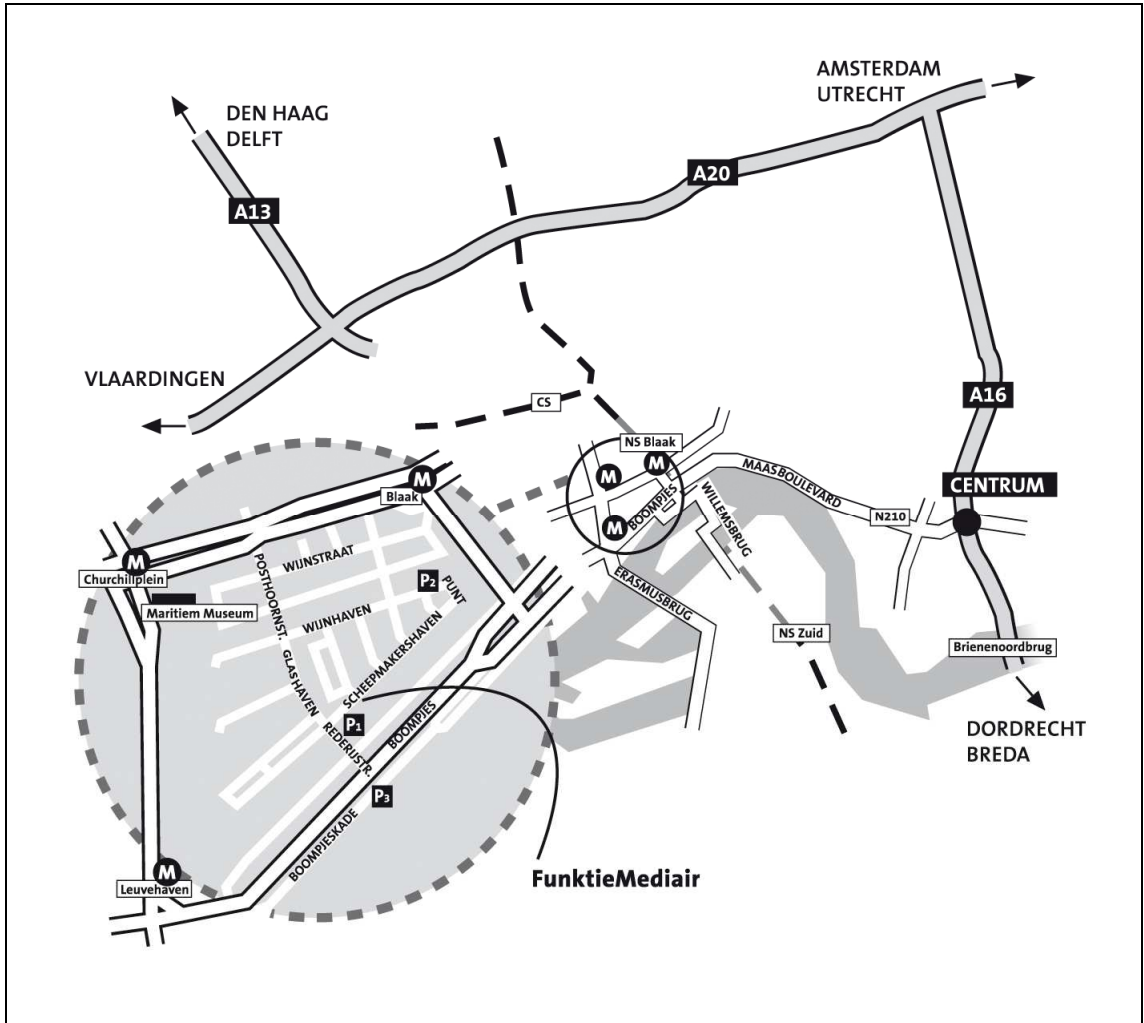 AMSTERDAM
UTRECHT
DEN HAAG
DELFT
A20
A13
VLAARDINGEN
A16
CS
NS Blaak
M
M
M
BOOMPJES
MAASBOULEVARD
WILLEMSBRUG
N210
CENTRUM
ERASMUSBRUG
NS Zuid
Brienenoordbrug
DORDRECHT
BREDA
M
Blaak
M
Churchillplein
Maritiem Museum
WIJNSTRAAT
POSTHOORNST.
P2
PUNT
WIJNHAVEN
SCHEEPMAKERSHAVEN
GLASHAVEN
P1
REDERIJSTR.
BOOMPJES
P3
BOOMPJESKADE
M
Leuvehaven
FunktieMediair